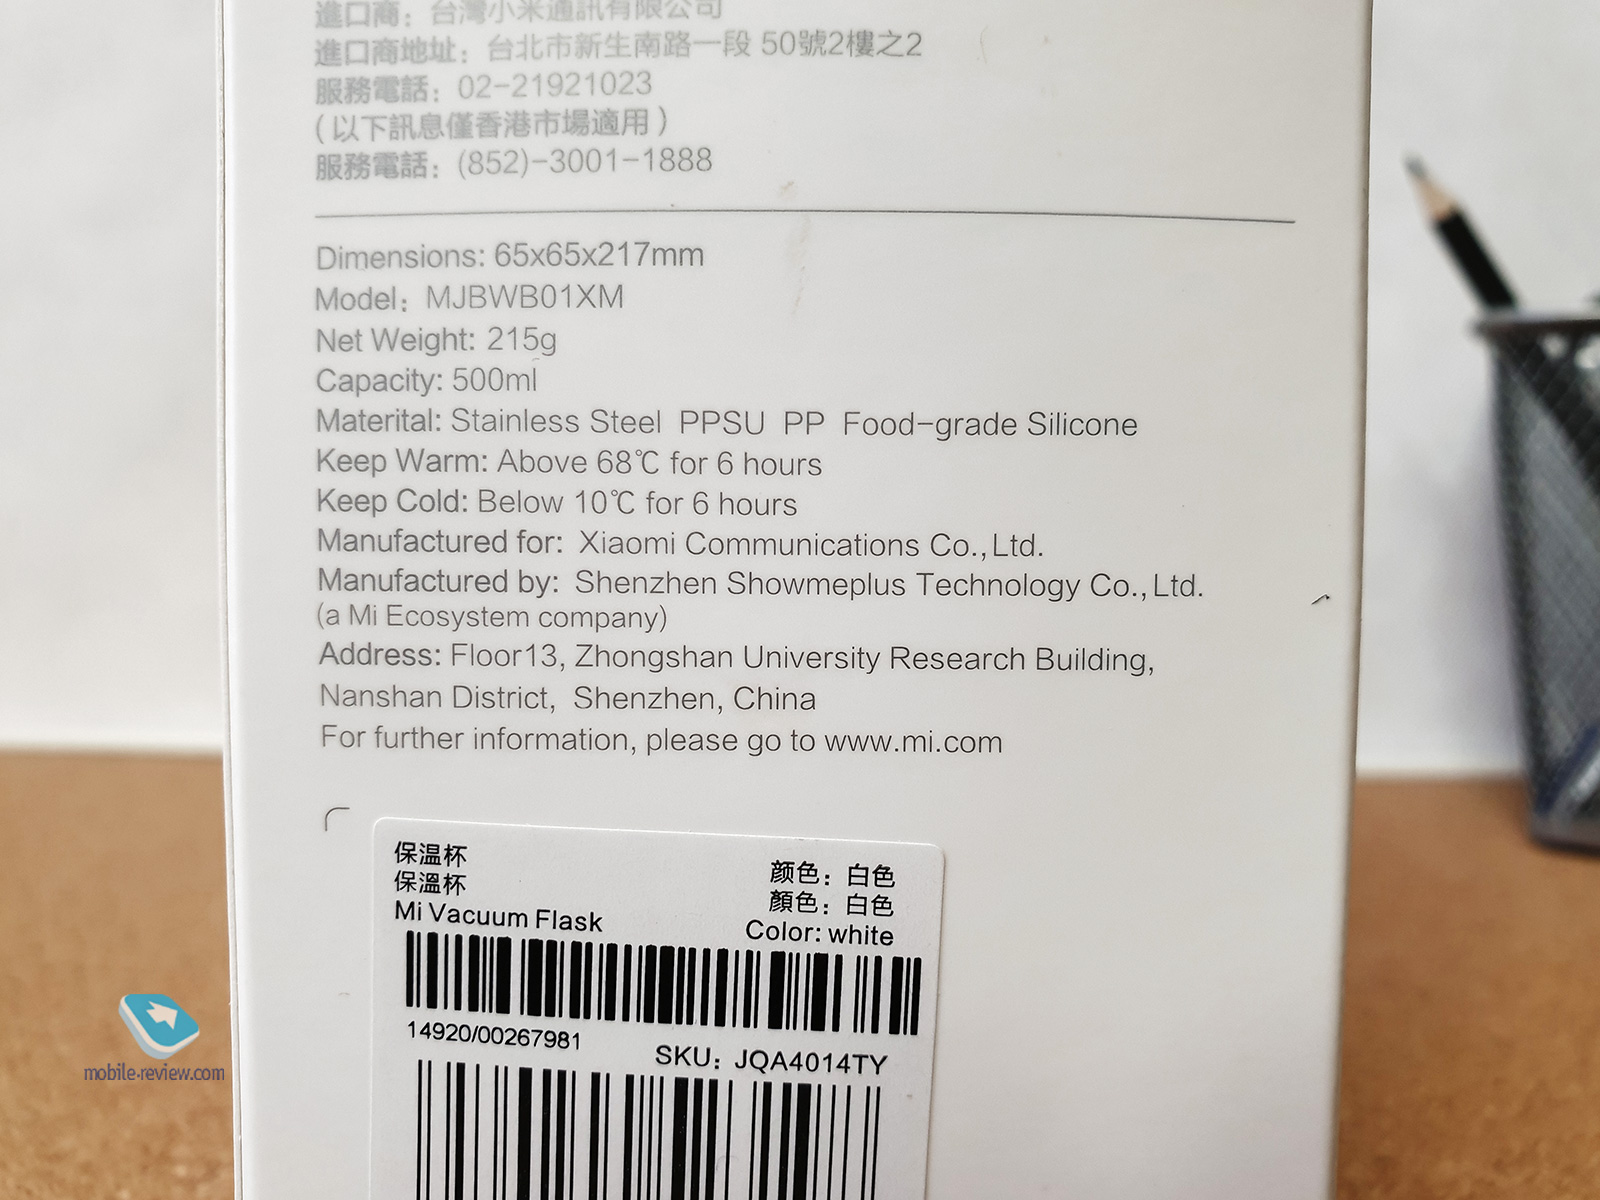 進口商：台灣小米通訊有限公司
進口商地址：台北市新生南路一段 50號2樓之2
服務電話：02-21921023
(以下訊息僅香港市場適用)
服務電話：(852)-3001-1888
Dimensions: 65x65x217mm
Model：MJBWB01XM
Net Weight: 215g
Capacity: 500ml
Materital: Stainless Steel PPSU PP Food-grade Silicone
Keep Warm: Above 68℃ for 6 hours
Keep Cold: Below 10℃ for 6 hours
Manufactured for: Xiaomi Communications Co.,Ltd.
Manufactured by: Shenzhen Showmeplus Technology Co.,Ltd.
(a Mi Ecosystem company)
Address: Floor13, Zhongshan University Research Building,
Nanshan District, Shenzhen, China
For further information, please go to www.mi.com
保温杯
保溫杯
Mi Vacuum Flask
颜色：白色
顏色：白色
Color: white
14920/00267981
SKU：JQA4014TY
mobile-review.com